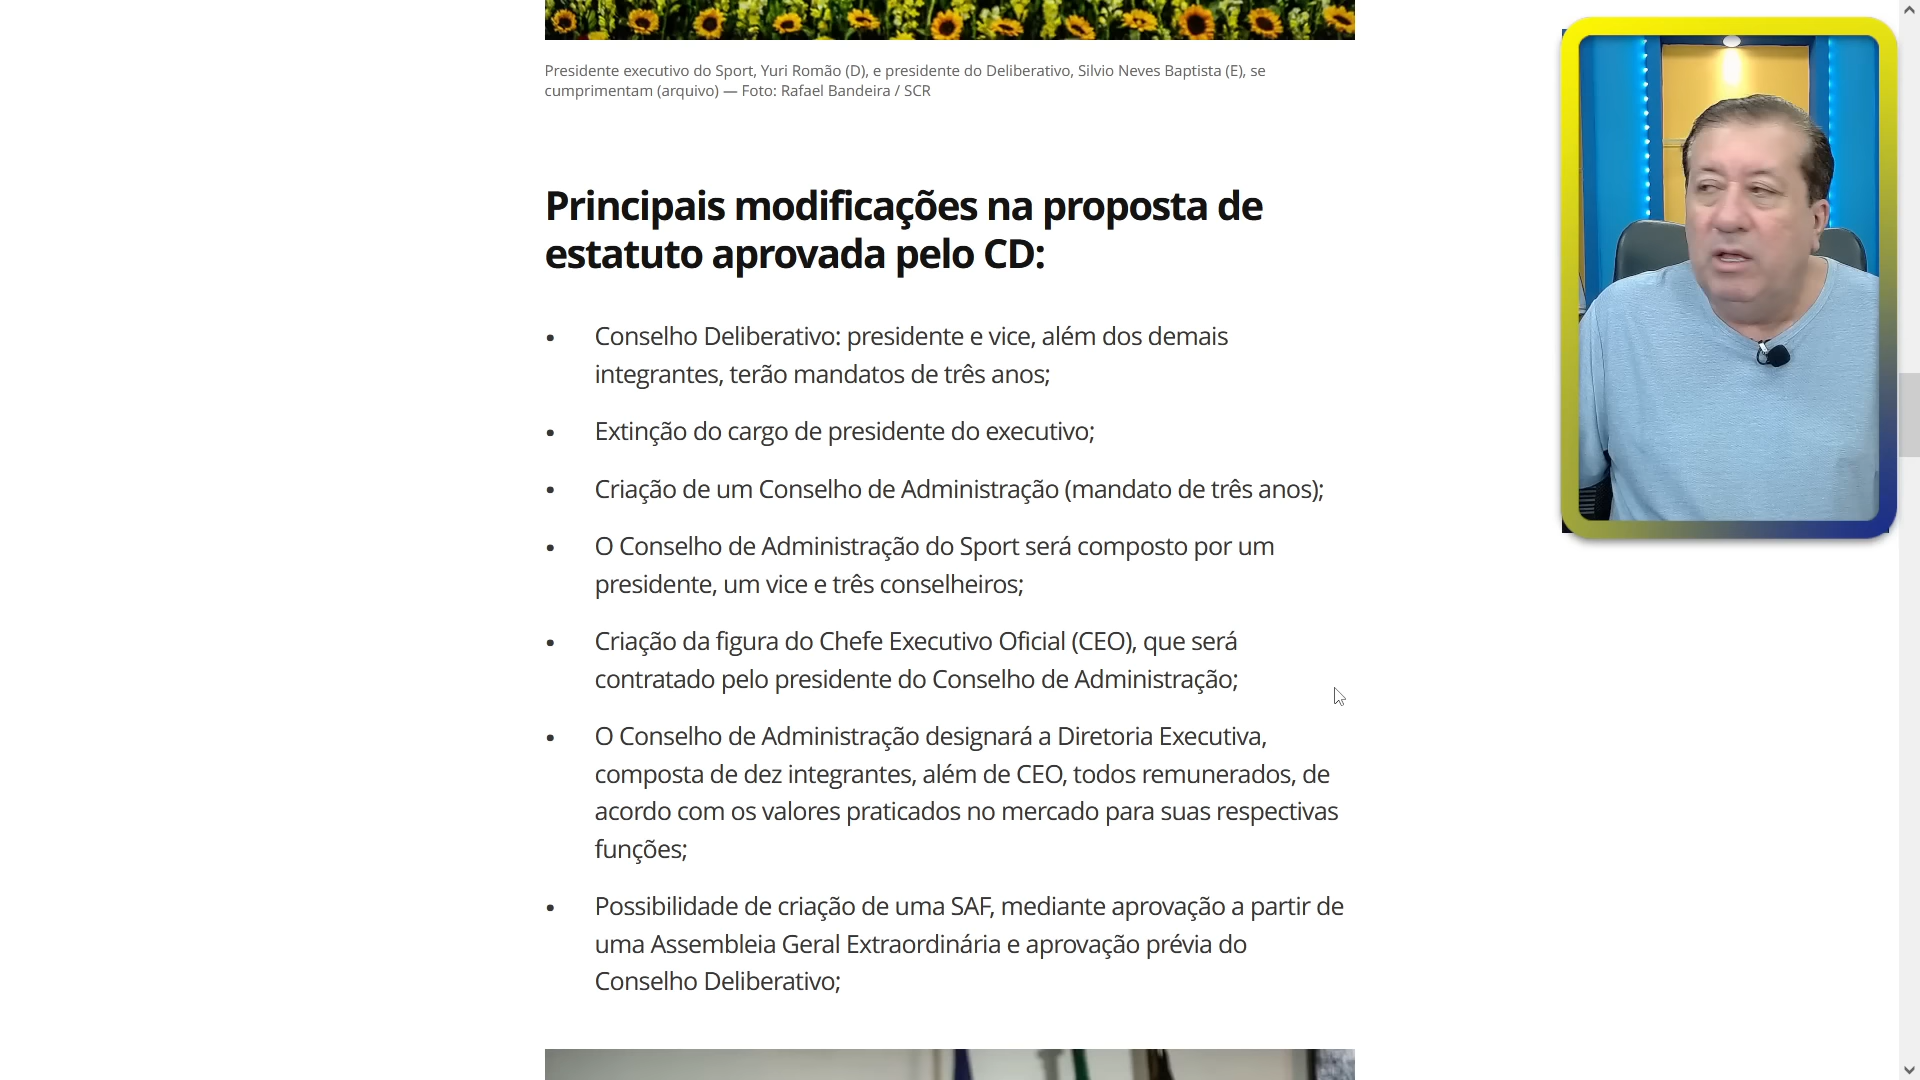 Presidente executivo do Sport, Yuri Romão (D), e presidente do Deliberativo, Silvio Neves Baptista (E), se
cumprimentam (arquivo) — Foto: Rafael Bandeira / SCR
Principais modificações na proposta de
estatuto aprovada pelo CD:
• Conselho Deliberativo: presidente e vice, além dos demais
integrantes, terão mandatos de três anos;
• Extinção do cargo de presidente do executivo;
• Criação de um Conselho de Administração (mandato de três anos);
• O Conselho de Administração do Sport será composto por um
presidente, um vice e três conselheiros;
• Criação da figura do Chefe Executivo Oficial (CEO), que será
contratado pelo presidente do Conselho de Administração;
• O Conselho de Administração designará a Diretoria Executiva,
composta de dez integrantes, além de CEO, todos remunerados, de
acordo com os valores praticados no mercado para suas respectivas
funções;
• Possibilidade de criação de uma SAF, mediante aprovação a partir de
uma Assembleia Geral Extraordinária e aprovação prévia do
Conselho Deliberativo;